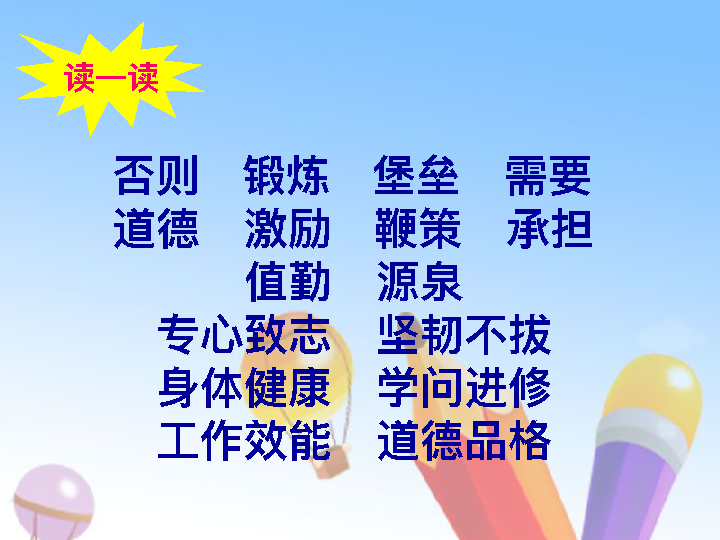 读一读
否则 锻炼 堡垒 需要
道德 激励 鞭策 承担
值勤 源泉
专心致志 坚韧不拔
身体健康 学问进修
工作效能 道德品格